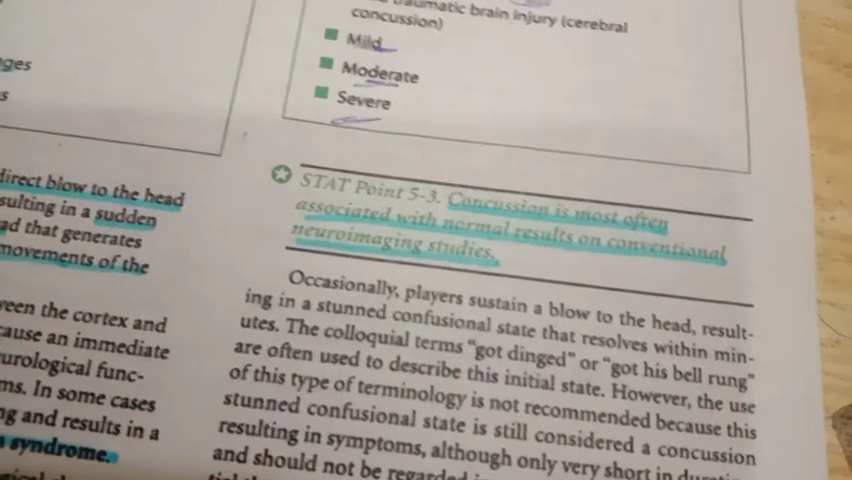 ges
s
direct blow to the head
sulting in a sudden
ad that generates
movements of the
ween the cortex and
cause an immediate
urological func-
ms. In some cases
ng and results in a
syndrome.
traumatic brain injury (cerebral
concussion)
Mild
Moderate
Severe
STAT Point 5-3. Concussion is most often
associated with normal results on conventional
neuroimaging studies.
Occasionally, players sustain a blow to the head, result-
ing in a stunned confusional state that resolves within min-
utes. The colloquial terms “got dinged” or “got his bell rung”
are often used to describe this initial state. However, the use
of this type of terminology is not recommended because this
stunned confusional state is still considered a concussion
resulting in symptoms, although only very short in
and should not be regarded